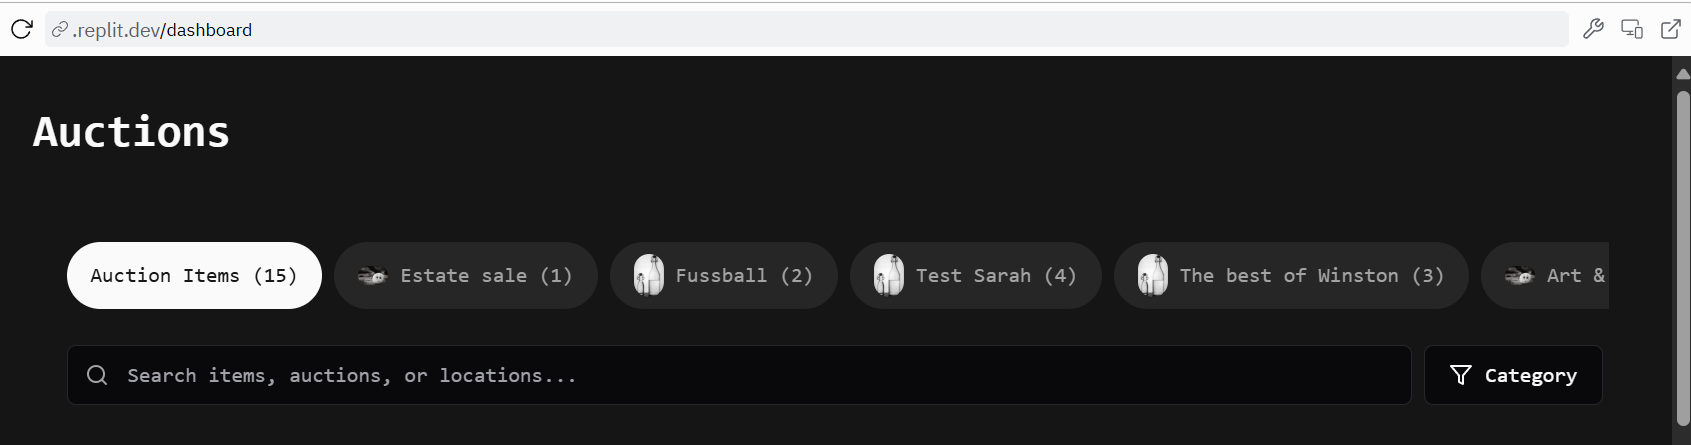 .replit.dev/dashboard
Auctions
Auction Items (15) Estate sale (1) Fussball (2) Test Sarah (4) The best of Winston (3) Art &
Search items, auctions, or locations... Category